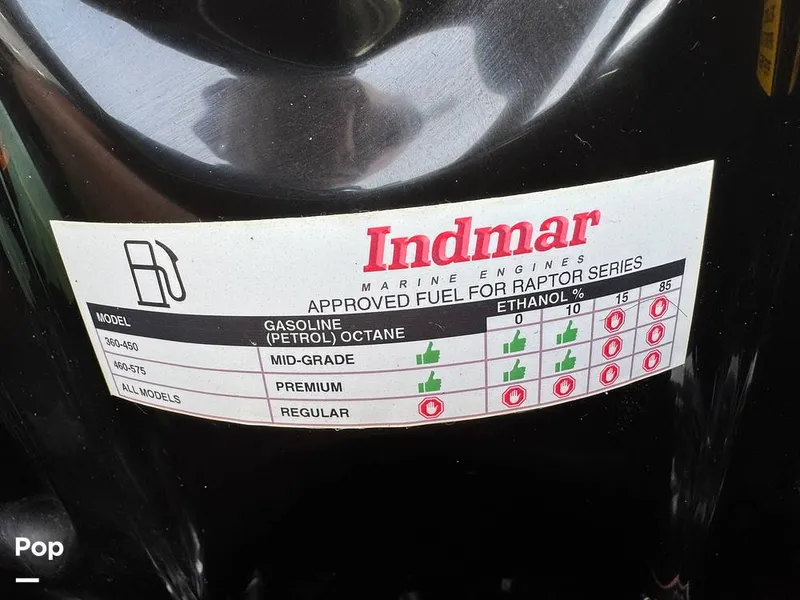 Indmar
MARINE ENGINES
APPROVED FUEL FOR RAPTOR SERIES
MODEL GASOLINE (PETROL) OCTANE ETHANOL %
0 10 15 85
360-450 MID-GRADE
460-575 PREMIUM
ALL MODELS REGULAR
Pop